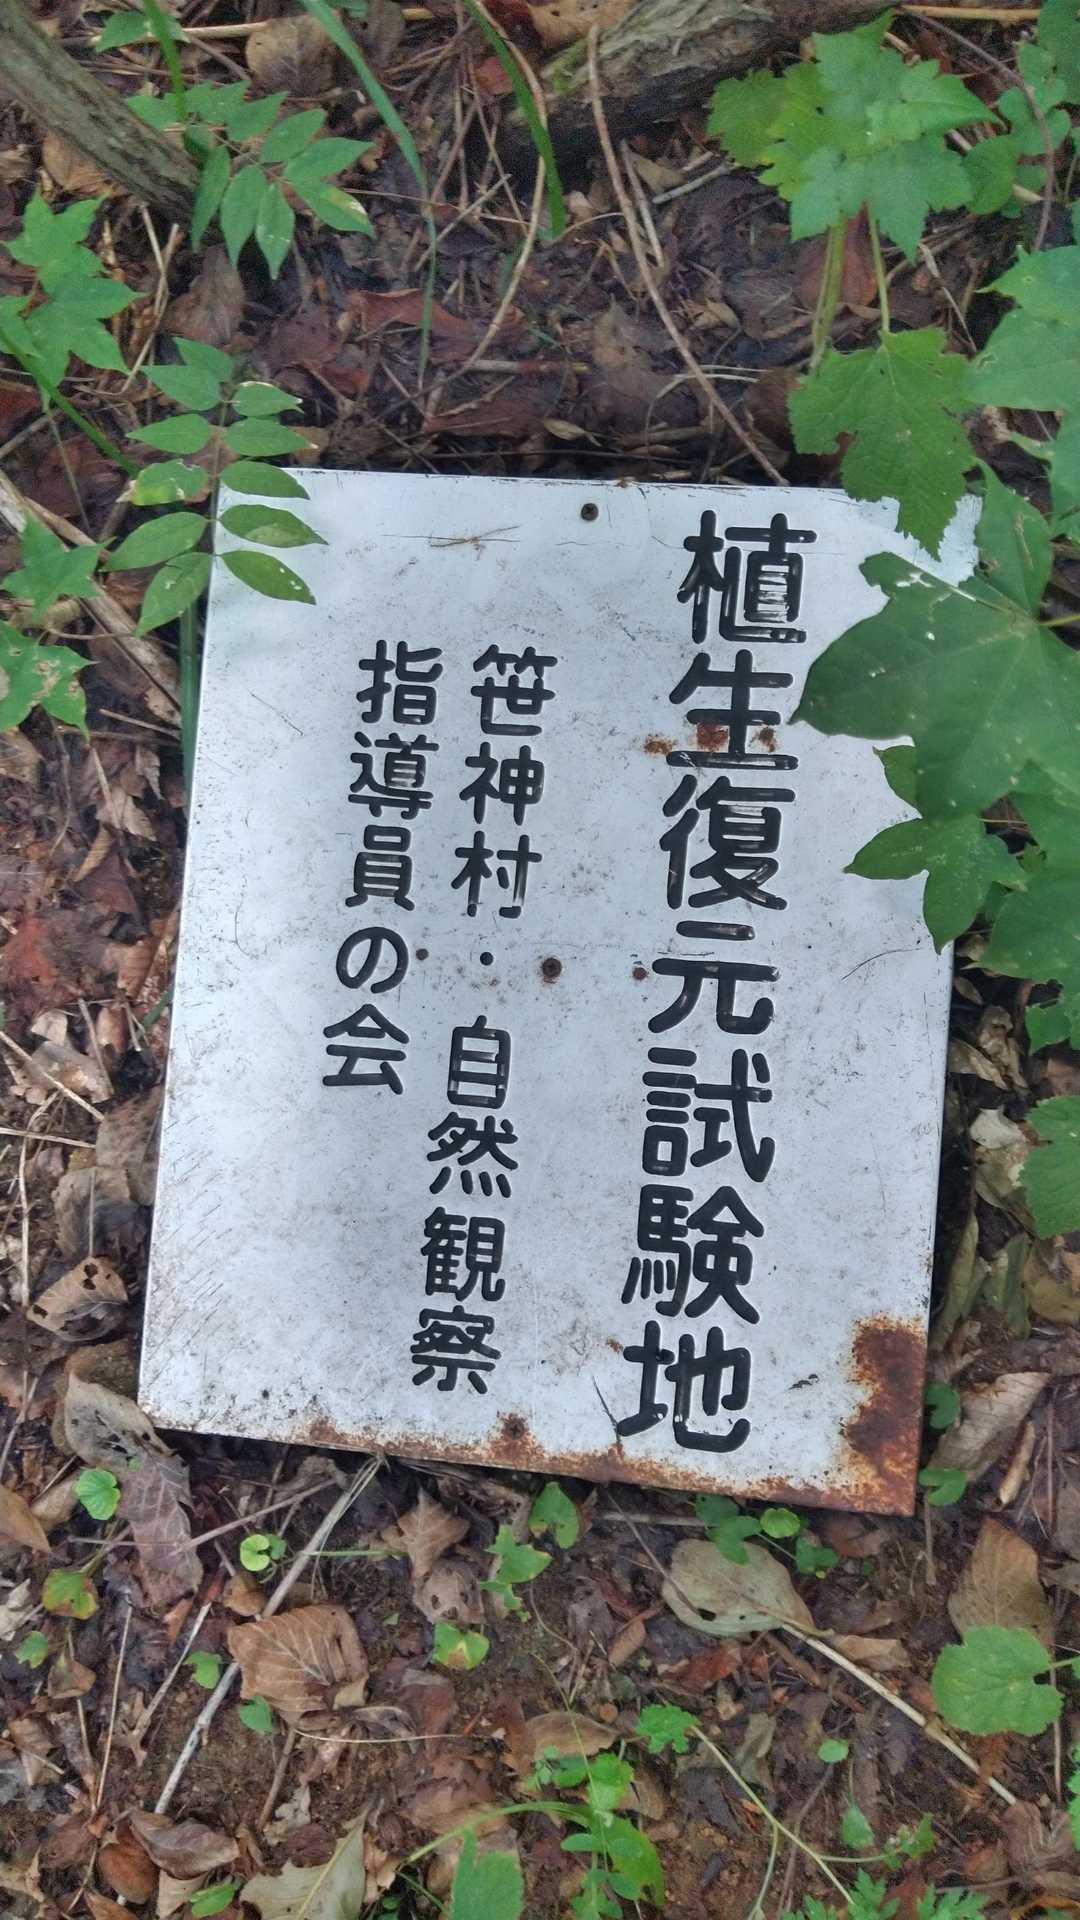 植生復元試験地
笹神村・自然観察
指導員の会